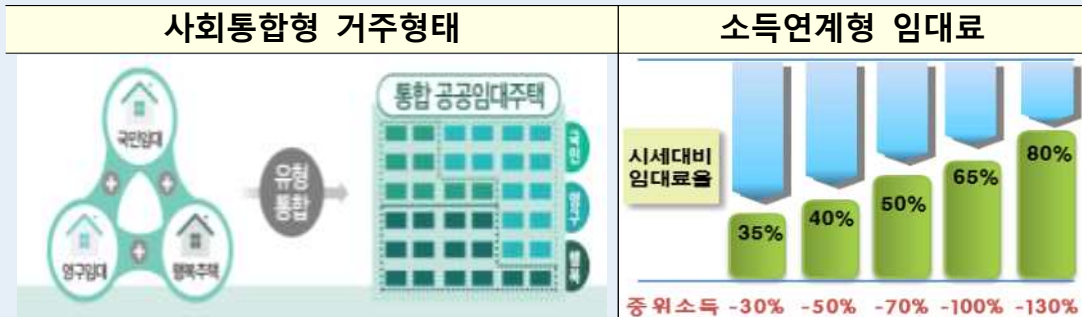 사회통합형 거주형태
소득연계형 임대료
국민임대
영구임대
행복주택
유형
통합
통합 공공임대주택
국민
영구
행복
시세대비
임대료율
35%
40%
50%
65%
80%
중위소득 -30% -50% -70% -100% -130%